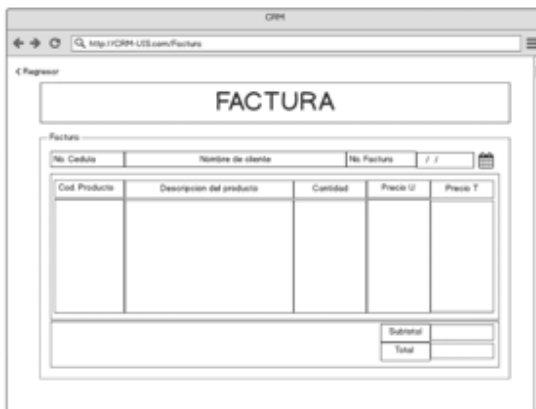 CRM
http://CRM-UIS.com/Factura
< Regresar
FACTURA
Factura
No. Cedula Nombre de cliente No. Factura / /
Cod. Producto Descripcion del producto Cantidad Precio U Precio T
Subtotal
Total